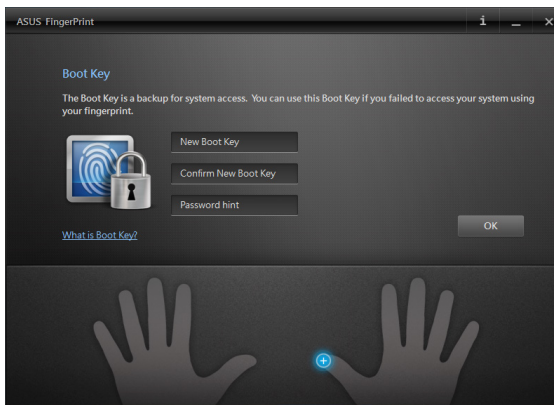 ASUS FingerPrint
Boot Key
The Boot Key is a backup for system access. You can use this Boot Key if you failed to access your system using
your fingerprint.
New Boot Key
Confirm New Boot Key
Password hint
OK
What is Boot Key?